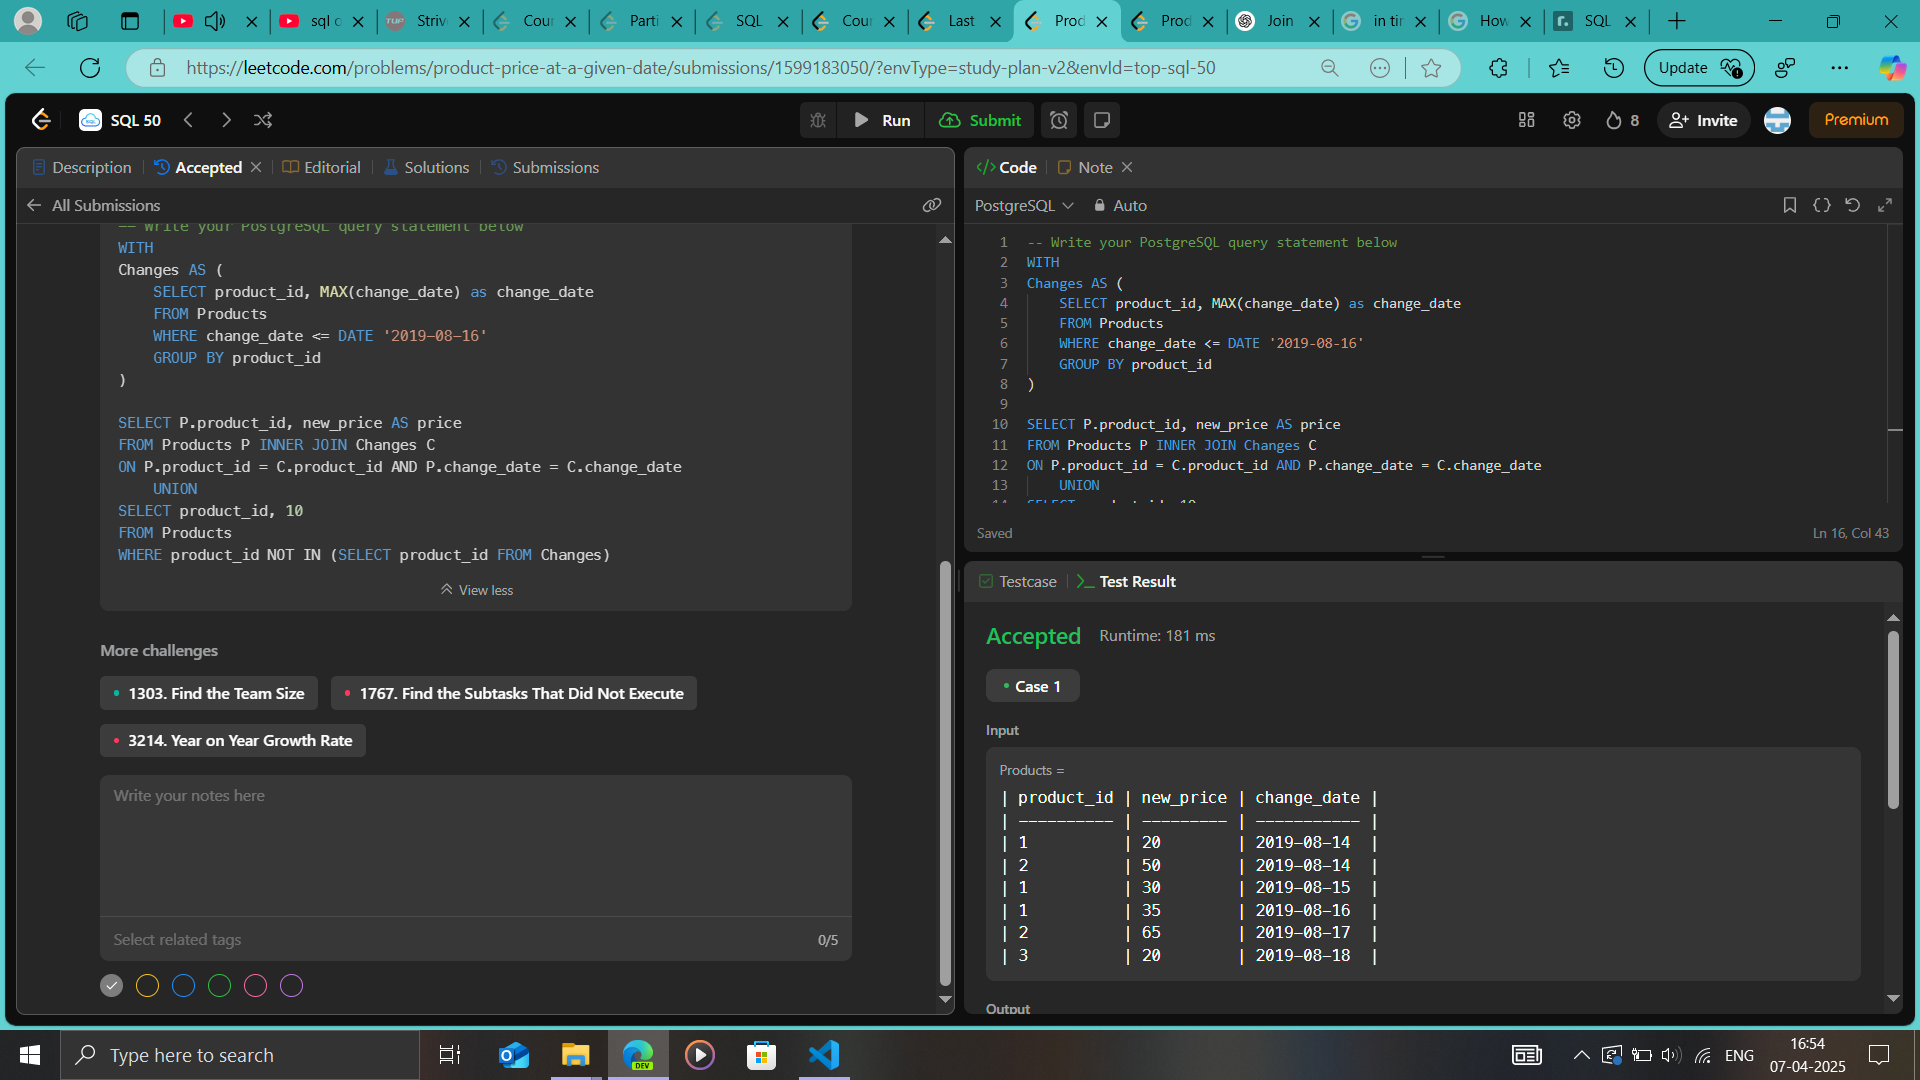 Striv
Cour
Parti
SQL
Cour
Last
Prod
Prod
Join
in tir
How
SQL
https://leetcode.com/problems/product-price-at-a-given-date/submissions/1599183050/?envType=study-plan-v2&envId=top-sql-50
Update
SQL 50
Run
Submit
8
Invite
Premium
Description
Accepted
Editorial
Solutions
Submissions
All Submissions
-- Write your PostgreSQL query statement below
WITH
Changes AS (
SELECT product_id, MAX(change_date) as change_date
FROM Products
WHERE change_date <= DATE '2019-08-16'
GROUP BY product_id
)
SELECT P.product_id, new_price AS price
FROM Products P INNER JOIN Changes C
ON P.product_id = C.product_id AND P.change_date = C.change_date
UNION
SELECT product_id, 10
FROM Products
WHERE product_id NOT IN (SELECT product_id FROM Changes)
View less
More challenges
1303. Find the Team Size
1767. Find the Subtasks That Did Not Execute
3214. Year on Year Growth Rate
Write your notes here
Select related tags
0/5
Code
Note
PostgreSQL
Auto
1 -- Write your PostgreSQL query statement below
2 WITH
3 Changes AS (
4 SELECT product_id, MAX(change_date) as change_date
5 FROM Products
6 WHERE change_date <= DATE '2019-08-16'
7 GROUP BY product_id
8 )
9
10 SELECT P.product_id, new_price AS price
11 FROM Products P INNER JOIN Changes C
12 ON P.product_id = C.product_id AND P.change_date = C.change_date
13 UNION
14 SELECT product_id, 10
Saved
Ln 16, Col 43
Testcase
Test Result
Accepted
Runtime: 181 ms
Case 1
Input
Products =
| product_id | new_price | change_date |
| ---------- | --------- | ----------- |
| 1 | 20 | 2019-08-14 |
| 2 | 50 | 2019-08-14 |
| 1 | 30 | 2019-08-15 |
| 1 | 35 | 2019-08-16 |
| 2 | 65 | 2019-08-17 |
| 3 | 20 | 2019-08-18 |
Output
Type here to search
DEV
ENG
16:54
07-04-2025